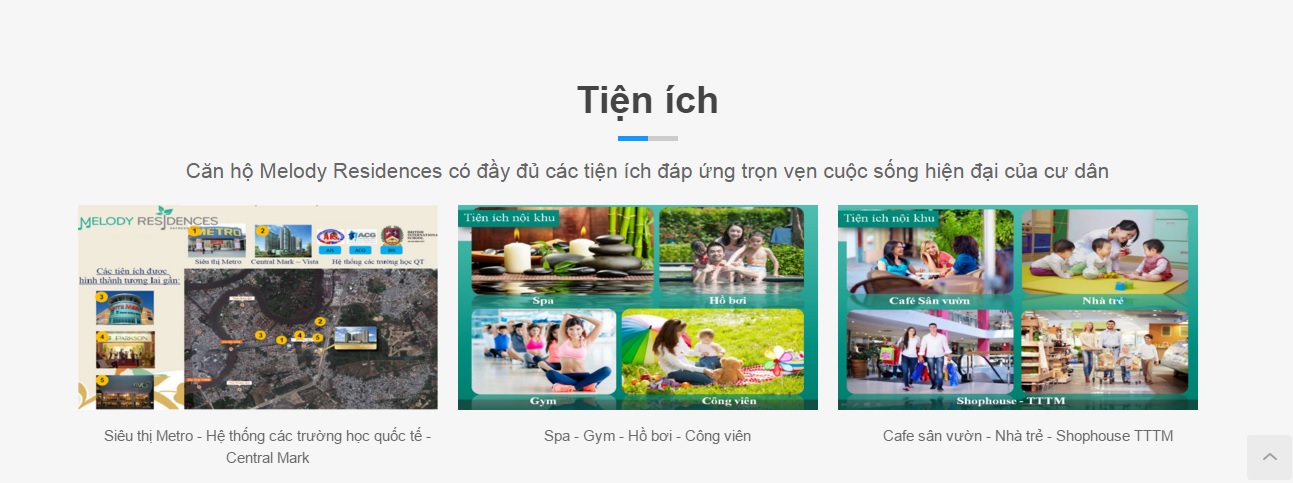 Tiện ích
Căn hộ Melody Residences có đầy đủ các tiện ích đáp ứng trọn vẹn cuộc sống hiện đại của cư dân
MELODY RESIDENCES
1
METRO
2
Siêu thị Metro
Central Mark – Vista
Hệ thống các trường học QT
Các tiện ích được
hình thành tương lai gần:
3
4
PARKSON
5
3
1
4
2
5
Tiện ích nội khu
Spa
Hồ bơi
Gym
Công viên
Tiện ích nội khu
Café Sân vườn
Nhà trẻ
Shophouse - TTTM
Siêu thị Metro - Hệ thống các trường học quốc tế -
Central Mark
Spa - Gym - Hồ bơi - Công viên
Cafe sân vườn - Nhà trẻ - Shophouse TTTM